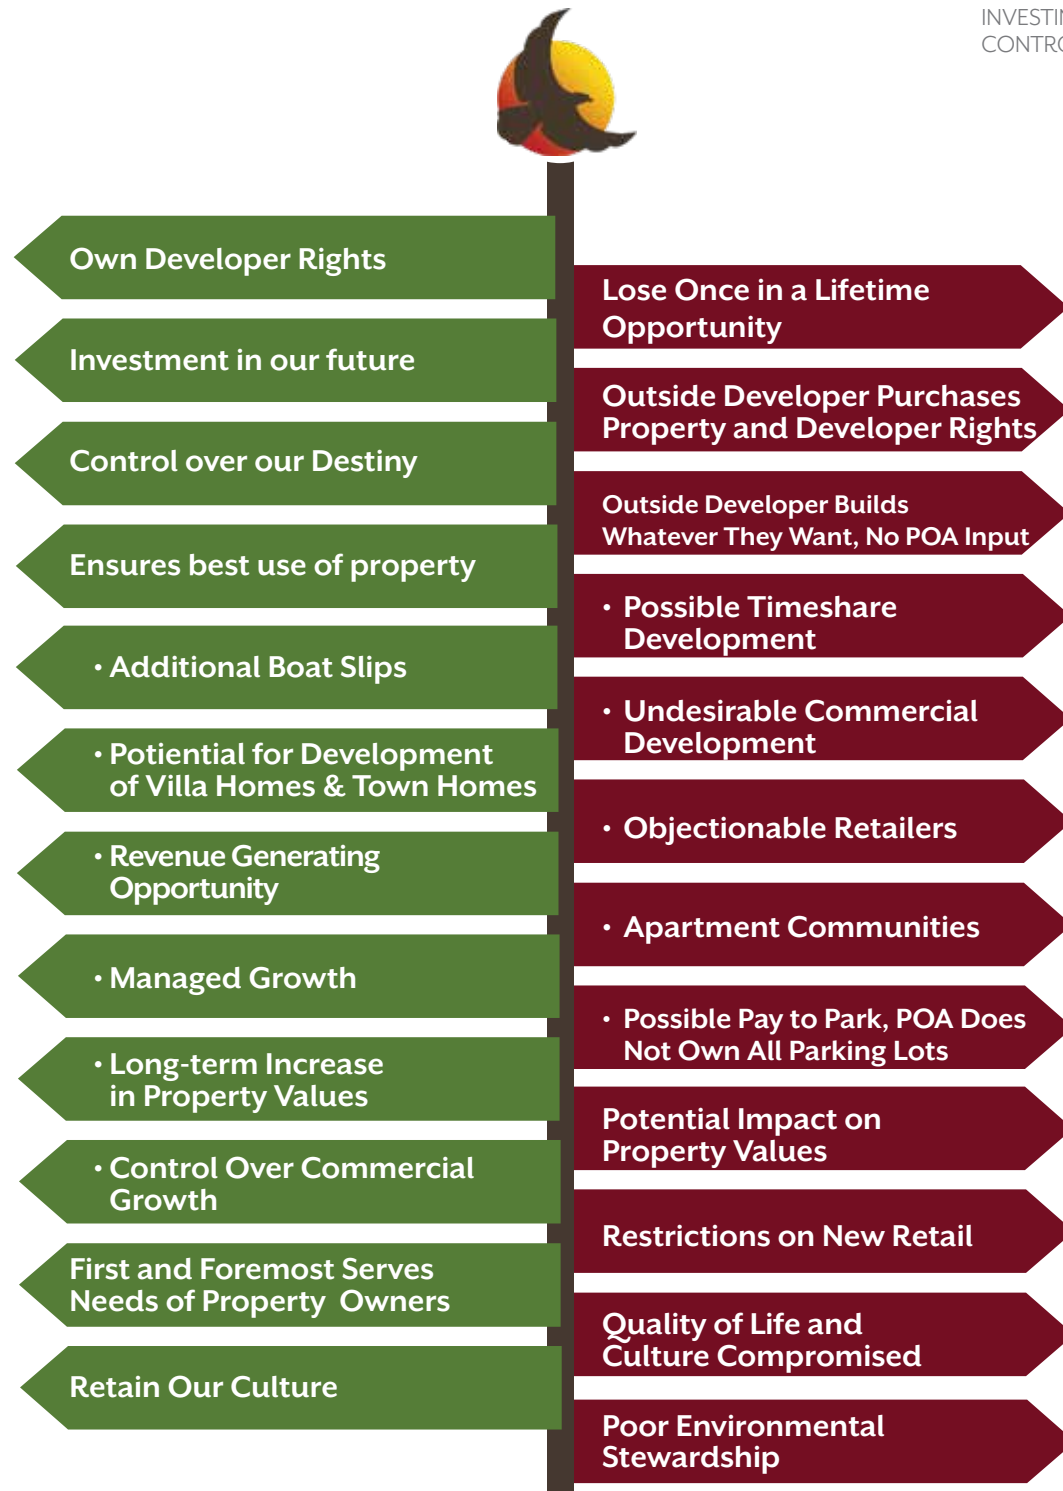 Own Developer Rights
Investment in our future
Control over our Destiny
Ensures best use of property
• Additional Boat Slips
• Potiential for Development
of Villa Homes & Town Homes
• Revenue Generating
Opportunity
• Managed Growth
• Long-term Increase
in Property Values
• Control Over Commercial
Growth
First and Foremost Serves
Needs of Property Owners
Retain Our Culture
Lose Once in a Lifetime
Opportunity
Outside Developer Purchases
Property and Developer Rights
Outside Developer Builds
Whatever They Want, No POA Input
• Possible Timeshare
Development
• Undesirable Commercial
Development
• Objectionable Retailers
• Apartment Communities
• Possible Pay to Park, POA Does
Not Own All Parking Lots
Potential Impact on
Property Values
Restrictions on New Retail
Quality of Life and
Culture Compromised
Poor Environmental
Stewardship